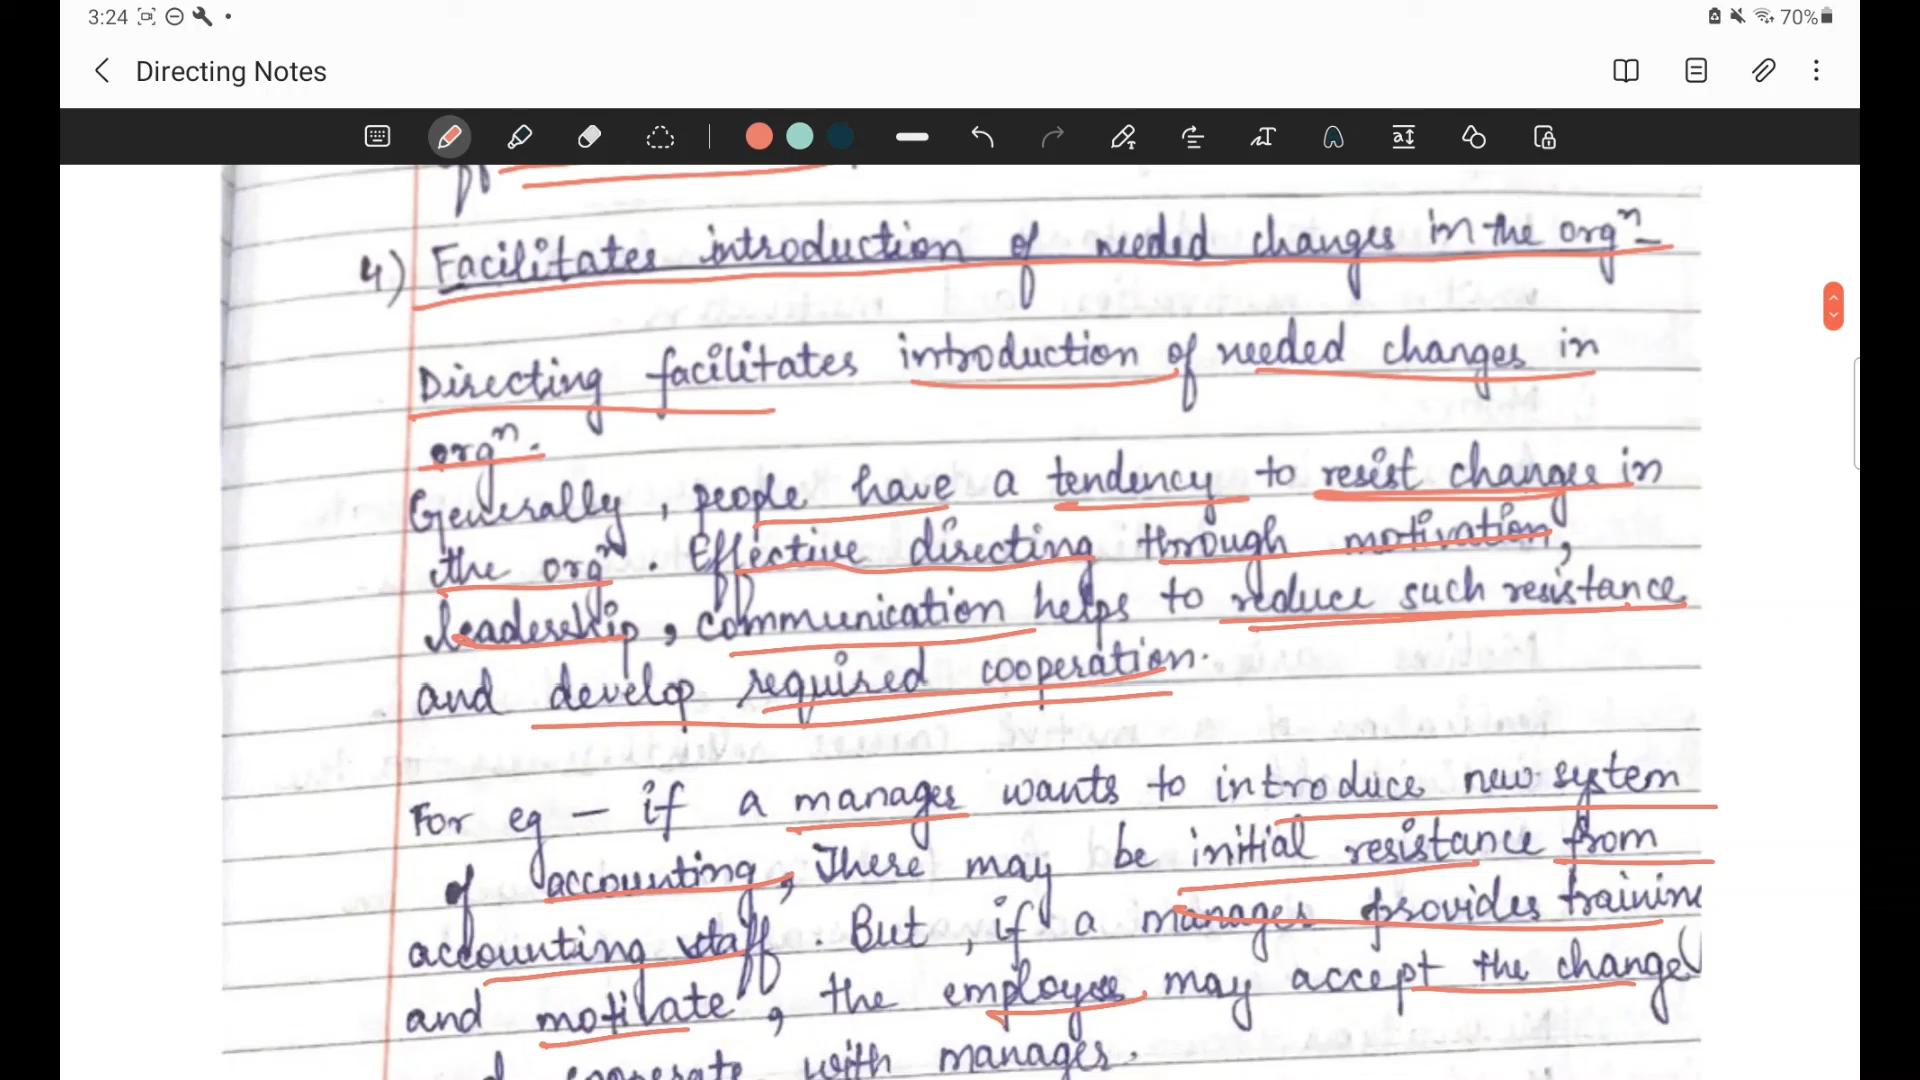 3:24
70%
Directing Notes
4) Facilitates introduction of needed changes in the orgⁿ -
Directing facilitates introduction of needed changes in
orgⁿ.
Generally, people have a tendency to resist changes in
the orgⁿ. Effective directing through motivation,
leadership, communication helps to reduce such resistance
and develop required cooperation.
For eg - if a manager wants to introduce new system
of accounting, There may be initial resistance from
accounting staff. But, if a manager provides training
and motivate, the employees may accept the change
cooperate with manager.